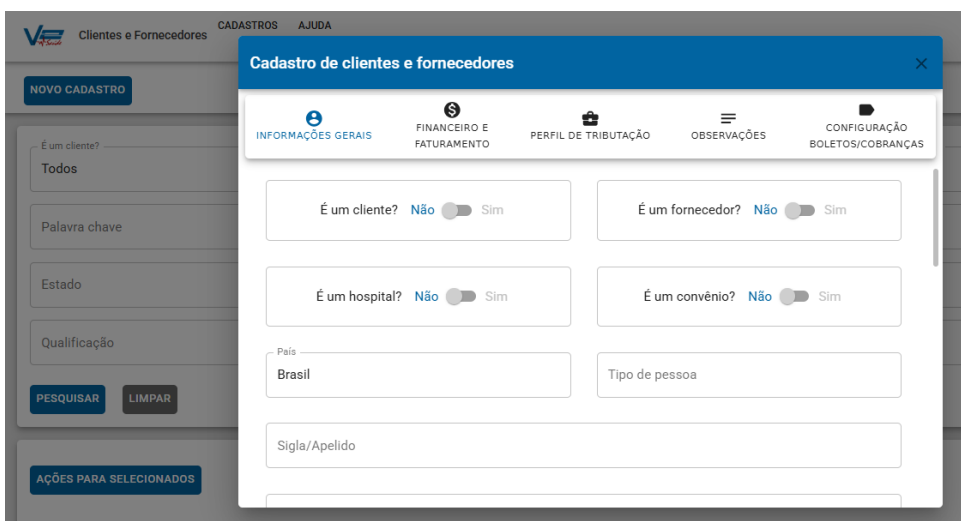 VE
Saúde
Clientes e Fornecedores
CADASTROS AJUDA
NOVO CADASTRO
É um cliente?
Todos
Palavra chave
Estado
Qualificação
PESQUISAR LIMPAR
AÇÕES PARA SELECIONADOS
Cadastro de clientes e fornecedores
INFORMAÇÕES GERAIS
FINANCEIRO E
FATURAMENTO
PERFIL DE TRIBUTAÇÃO
OBSERVAÇÕES
CONFIGURAÇÃO
BOLETOS/COBRANÇAS
É um cliente? Não Sim
É um fornecedor? Não Sim
É um hospital? Não Sim
É um convênio? Não Sim
País
Brasil
Tipo de pessoa
Sigla/Apelido